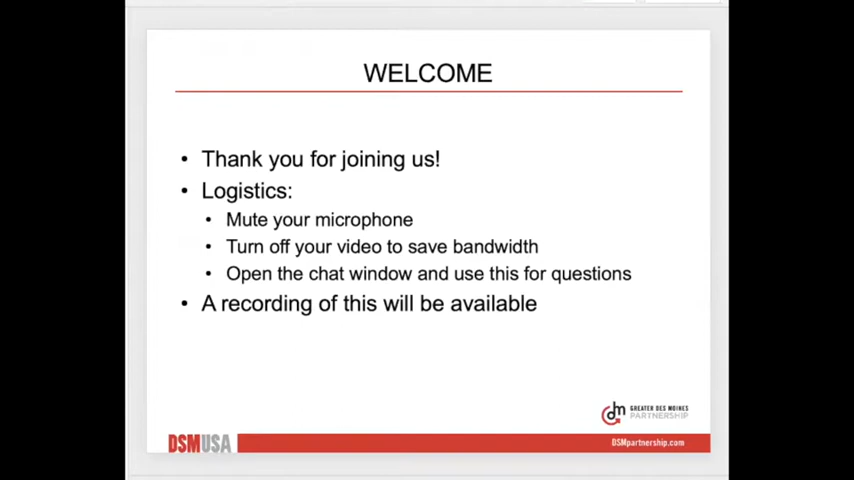 WELCOME
• Thank you for joining us!
• Logistics:
• Mute your microphone
• Turn off your video to save bandwidth
• Open the chat window and use this for questions
• A recording of this will be available
dm GREATER DES MOINES
PARTNERSHIP
DSMUSA
DSMpartnership.com